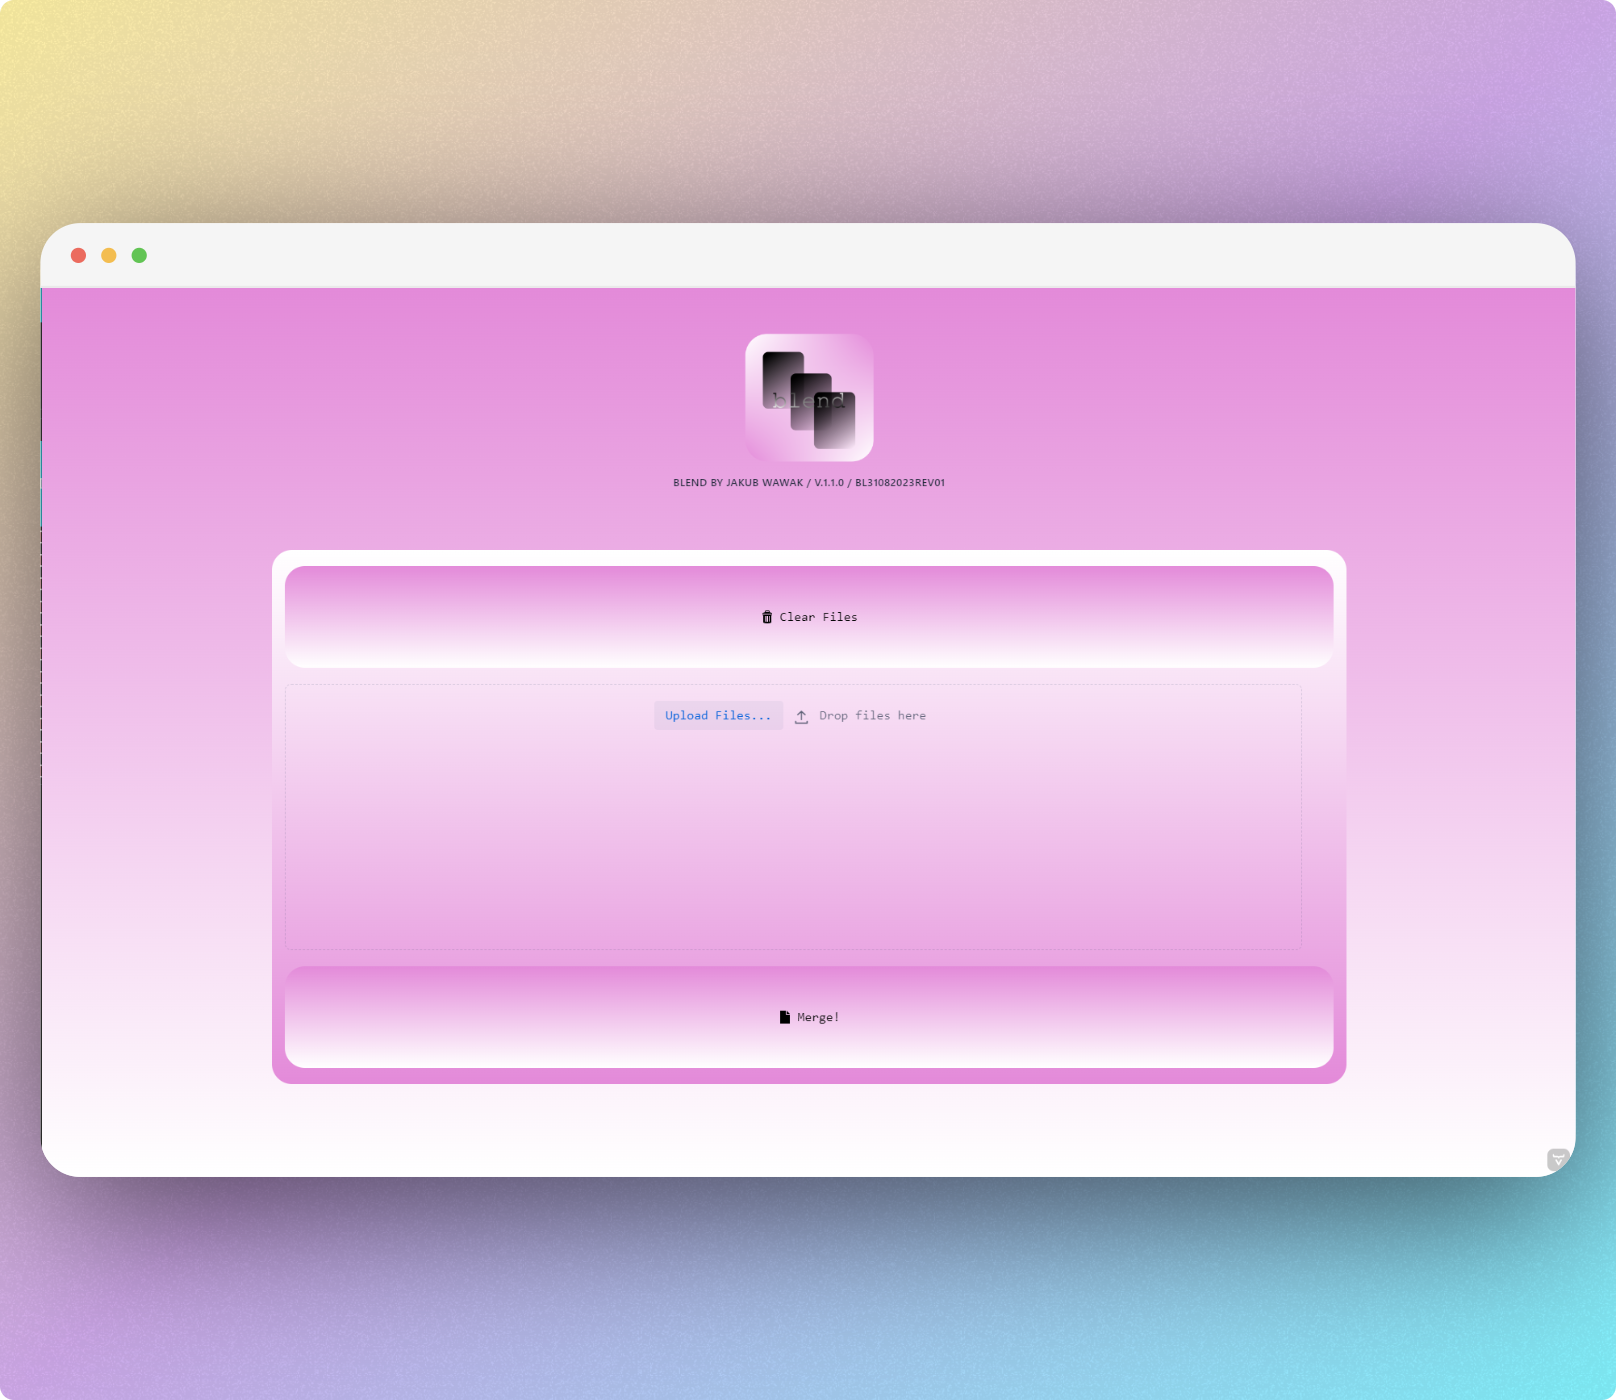 blend
BLEND BY JAKUB WAWAK / V.1.1.0 / BL31082023REV01
Clear Files
Upload Files... Drop files here
Merge!